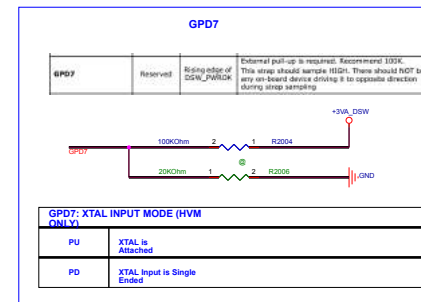 GPD7
External pull-up is required. Recommend 100K.
GPD7 Reserved Rising edge of This strap should sample HIGH. There should NOT b
DSW_PWROK any on-board device driving it to opposite direction
during strap sampling
+3VA_DSW
100KOhm 2 1 R2004
GPD7
@
20KOhm 1 2 R2006
GND
GPD7: XTAL INPUT MODE (HVM
ONLY)
PU XTAL is
Attached
PD XTAL Input is Single
Ended